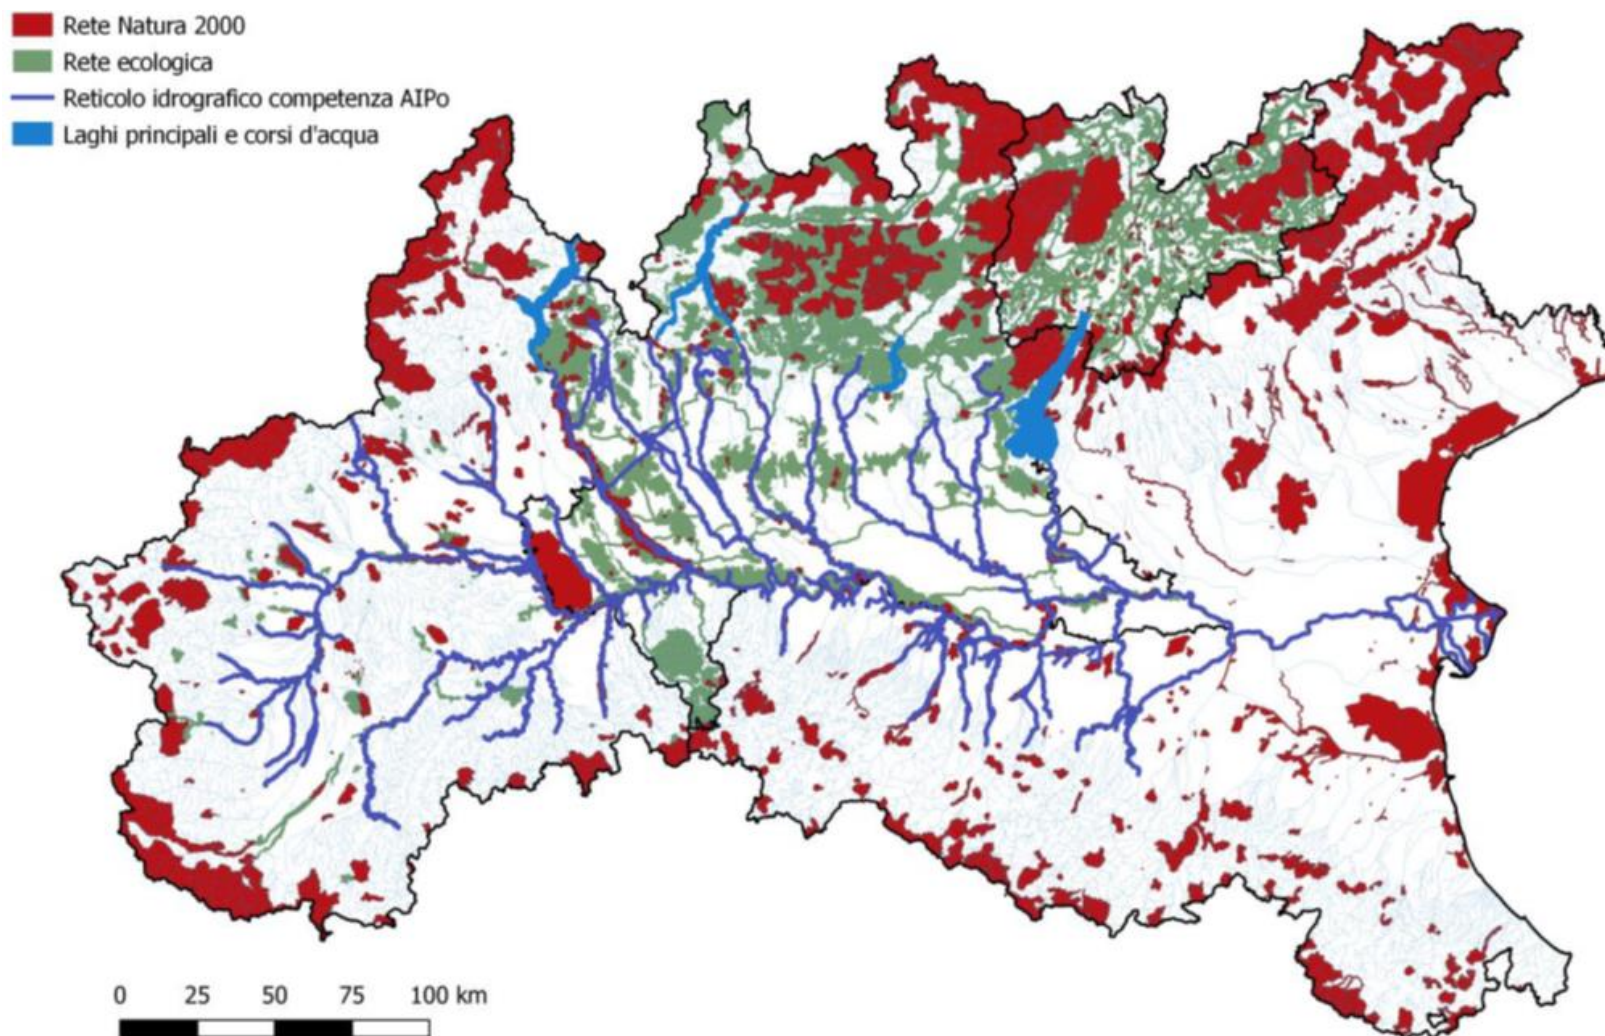 Rete Natura 2000
Rete ecologica
Reticolo idrografico competenza AIPo
Laghi principali e corsi d'acqua
0 25 50 75 100 km